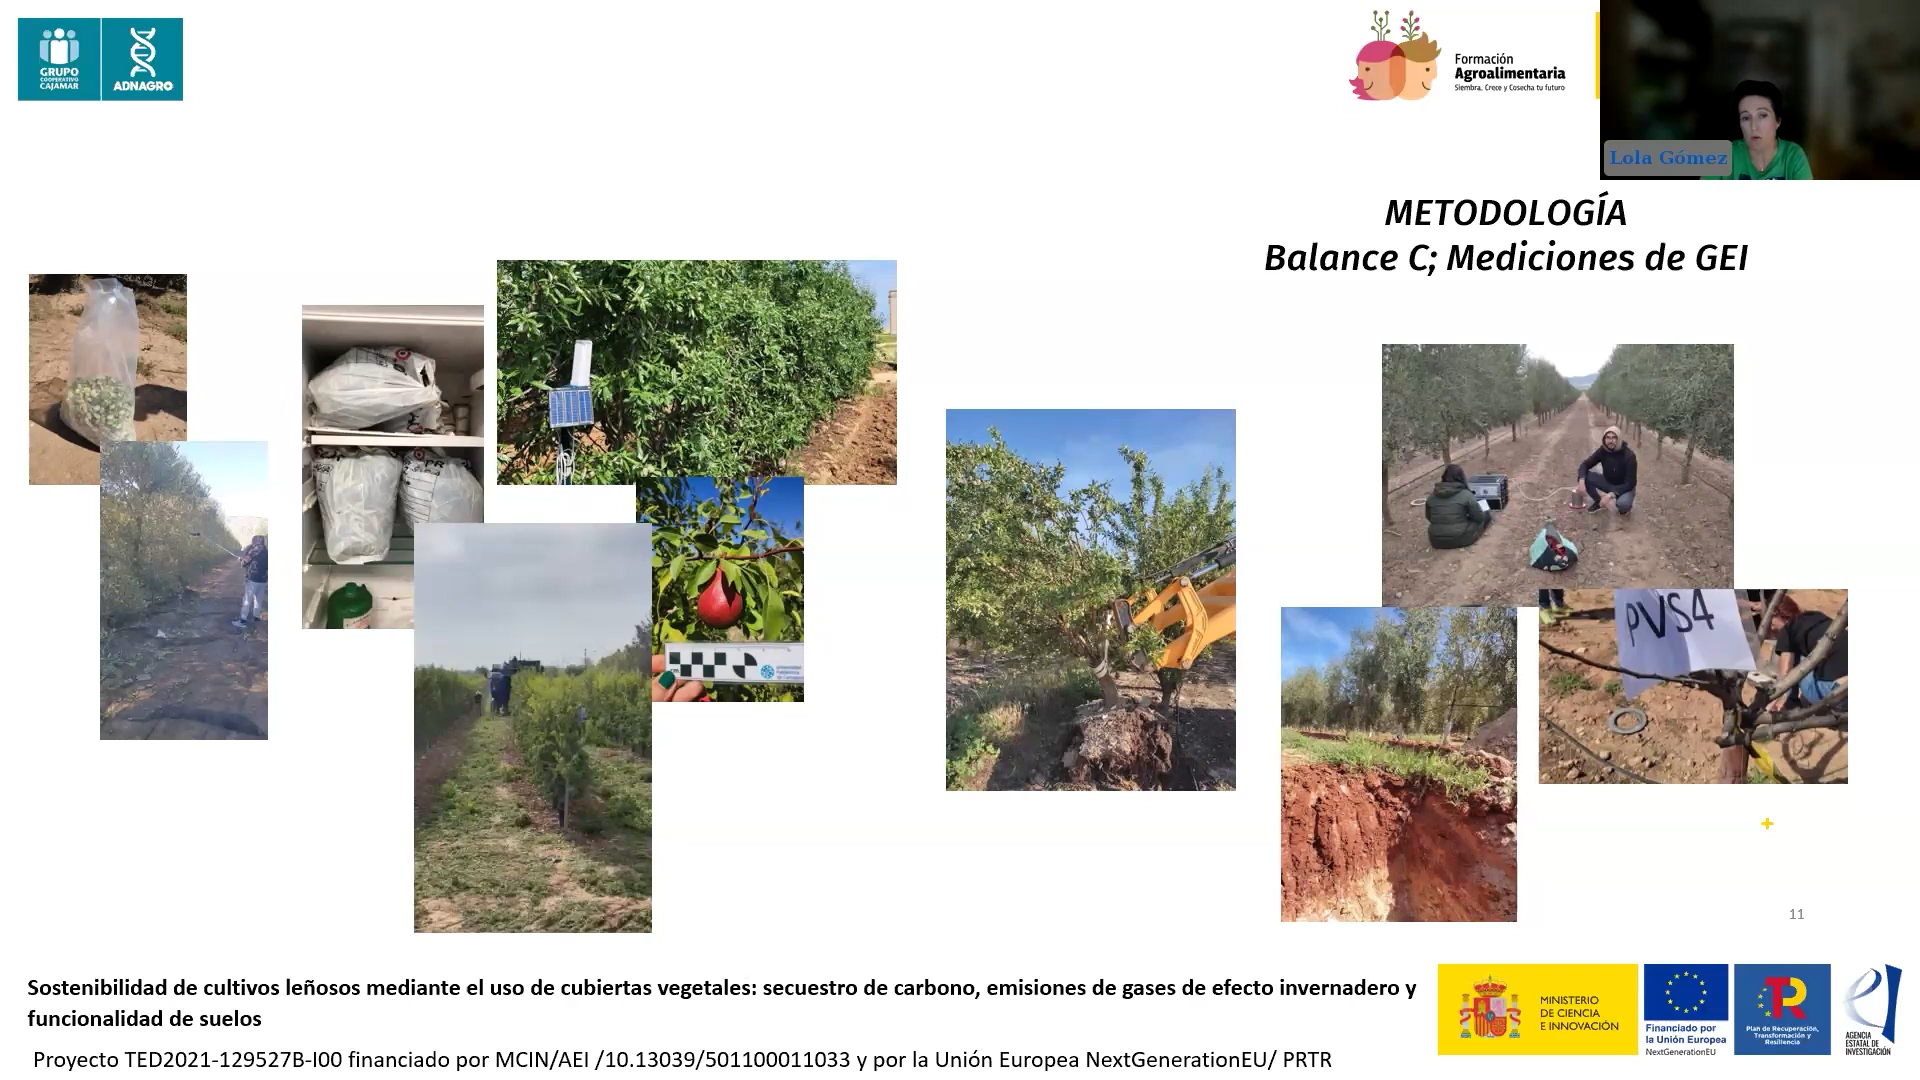 GRUPO
COOPERATIVO
CAJAMAR
ADNAGRO
Formación
Agroalimentaria
Siembra, Crece y Cosecha tu futuro
Lola Gómez
METODOLOGÍA
Balance C; Mediciones de GEI
PVS4
11
Sostenibilidad de cultivos leñosos mediante el uso de cubiertas vegetales: secuestro de carbono, emisiones de gases de efecto invernadero y
funcionalidad de suelos
Proyecto TED2021-129527B-I00 financiado por MCIN/AEI /10.13039/501100011033 y por la Unión Europea NextGenerationEU/ PRTR
MINISTERIO
DE CIENCIA
E INNOVACIÓN
Financiado por
la Unión Europea
NextGenerationEU
Plan de Recuperación,
Transformación y
Resiliencia
AGENCIA
ESTATAL DE
INVESTIGACIÓN